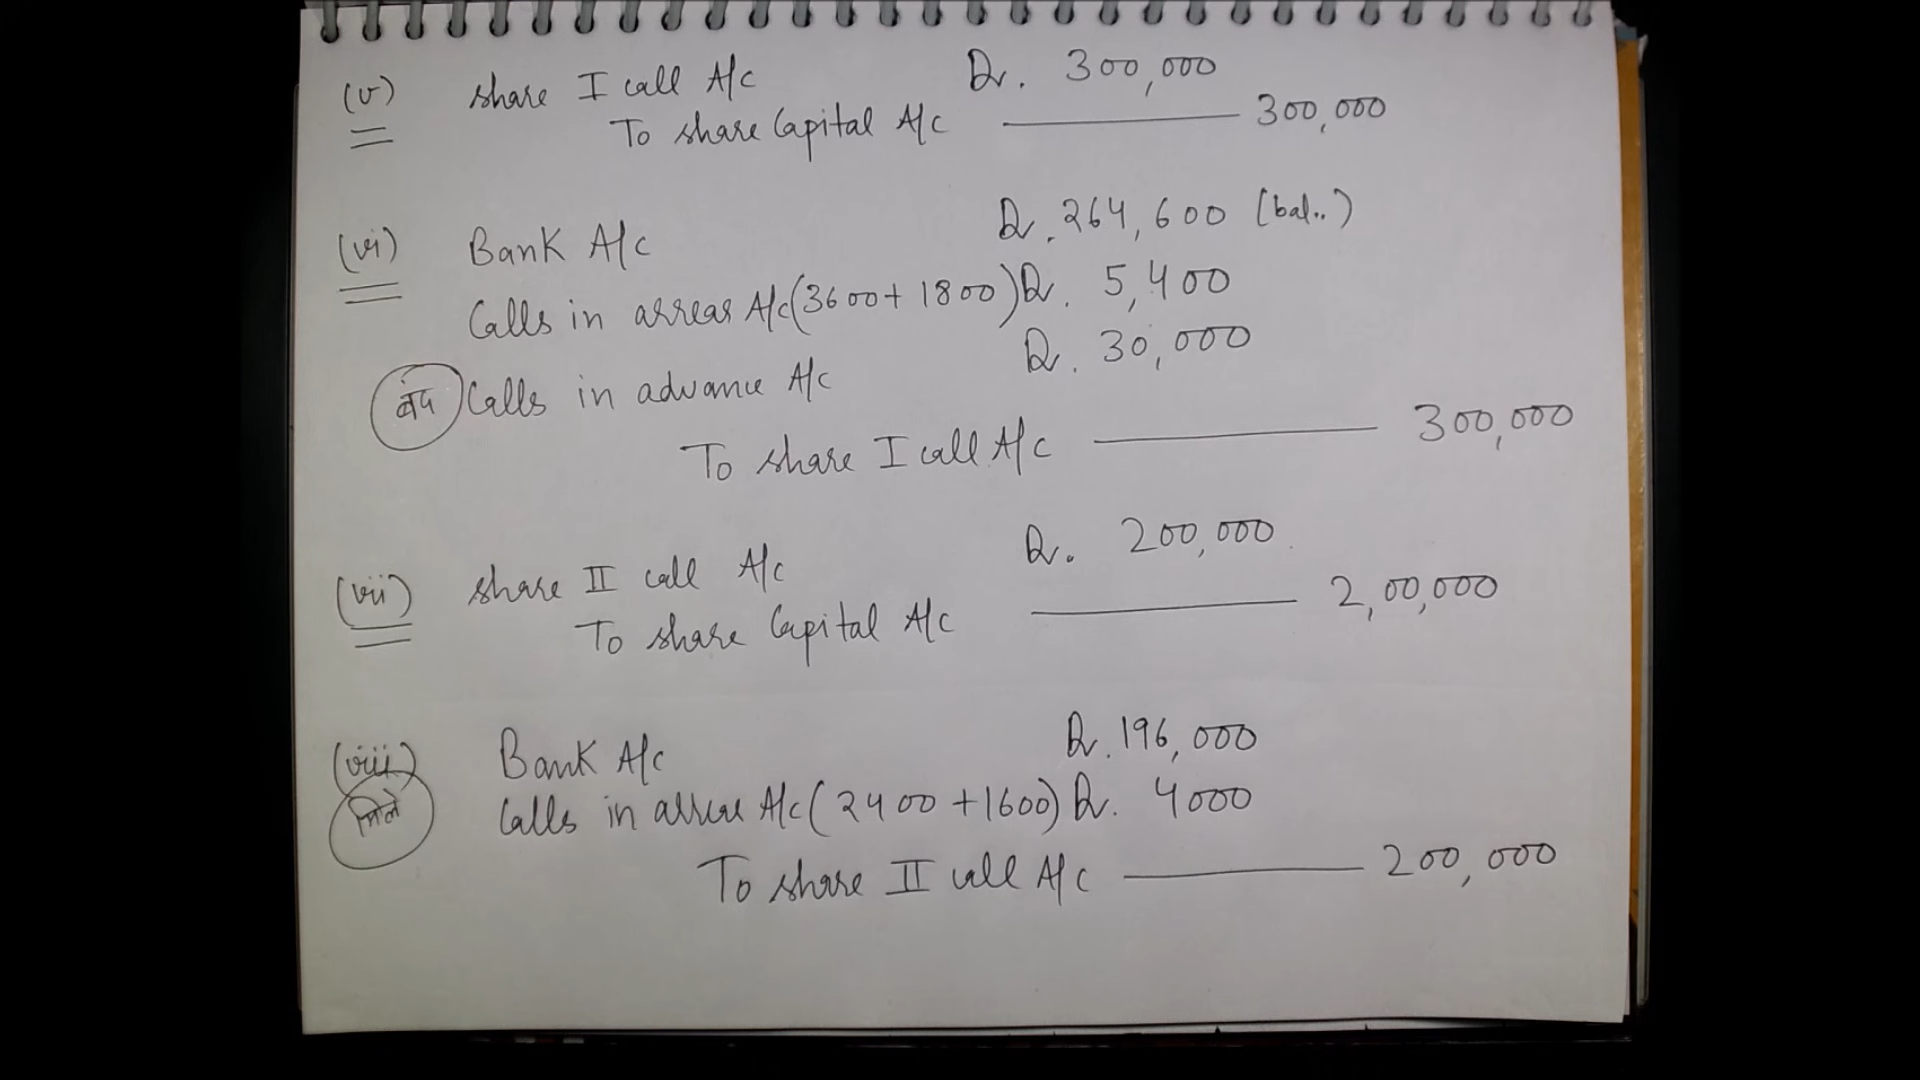 (v) share I call A/c Dr. 300,000
To share Capital A/c 300,000
(vi) Bank A/c Dr. 264,600 (bal..)
Calls in arrear A/c (3600 + 1800) Dr. 5,400
Calls in advance A/c Dr. 30,000
To share I call A/c 300,000
(vii) share II call A/c Dr. 200,000
To share Capital A/c 2,00,000
(viii) Bank A/c Dr. 196,000
Calls in arrear A/c (2400 + 1600) Dr. 4000
To share II call A/c 200,000